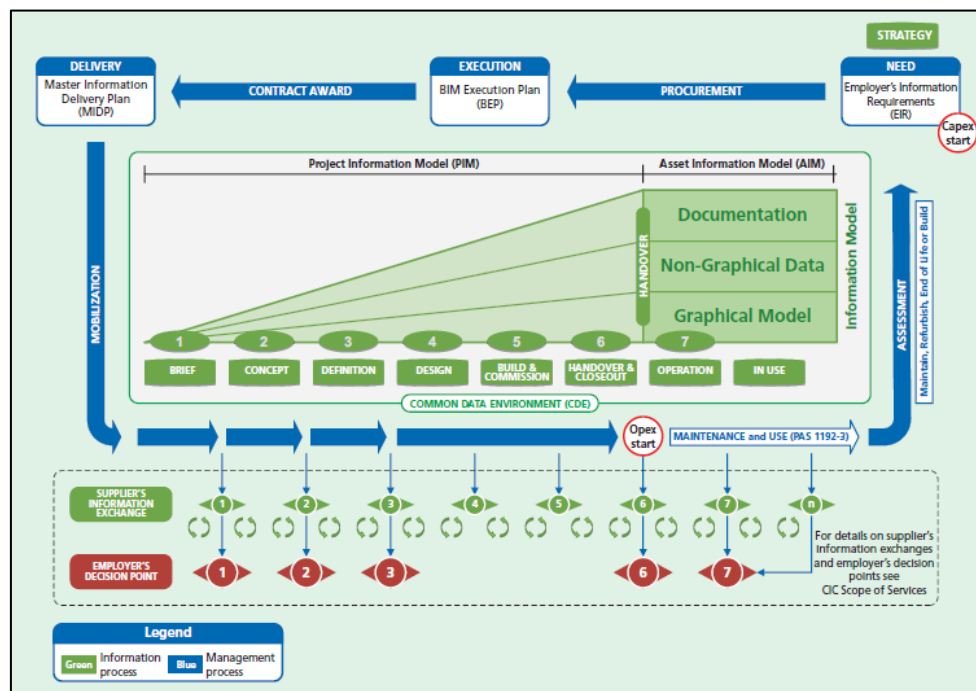 STRATEGY
DELIVERY
Master Information
Delivery Plan
(MIDP)
CONTRACT AWARD
EXECUTION
BIM Execution Plan
(BEP)
PROCUREMENT
NEED
Employer's Information
Requirements
(EIR)
Capex
start
Project Information Model (PIM)
Asset Information Model (AIM)
MOBILIZATION
HANDOVER
Documentation
Non-Graphical Data
Graphical Model
Information Model
ASSESSMENT
Maintain, Refurbish, End of Life or Build
1
2
3
4
5
6
7
BRIEF
CONCEPT
DEFINITION
DESIGN
BUILD &
COMMISSION
HANDOVER &
CLOSEOUT
OPERATION
IN USE
COMMON DATA ENVIRONMENT (CDE)
Opex
start
MAINTENANCE and USE (PAS 1192-3)
SUPPLIER'S
INFORMATION
EXCHANGE
1
2
3
4
5
6
7
n
EMPLOYER'S
DECISION POINT
1
2
3
6
7
For details on supplier's
information exchanges
and employer's decision
points see
CIC Scope of Services
Legend
Green
Information
process
Blue
Management
process